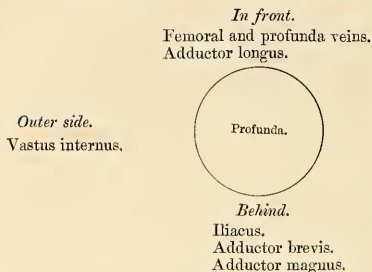 In front.
Femoral and profunda veins.
Adductor longus.
Outer side.
Vastus internus.
Profunda.
Behind.
Iliacus.
Adductor brevis.
Adductor magnus.